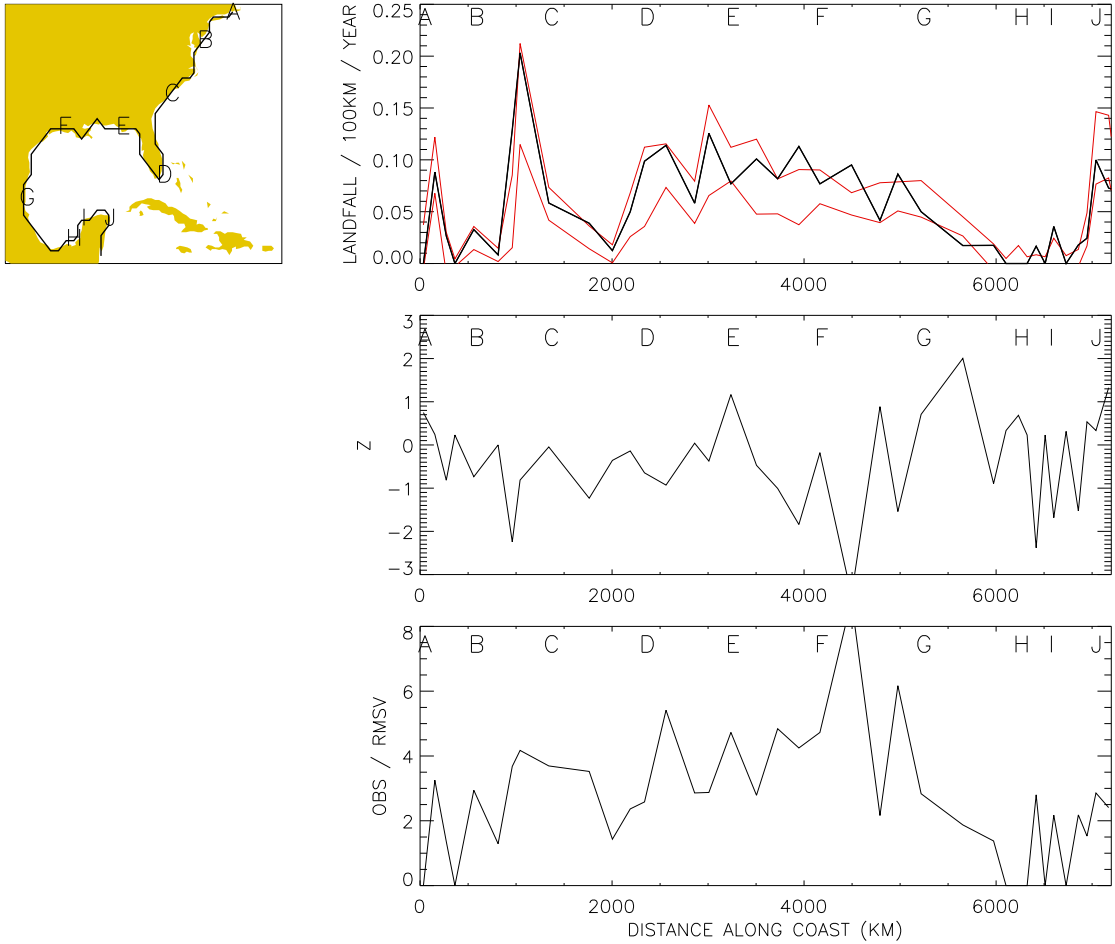 A
B
C
F E
D
G
H I J
LANDFALL / 100KM / YEAR
0.25
0.20
0.15
0.10
0.05
0.00
A B C D E F G H I J
0 2000 4000 6000
Z
3
2
1
0
−1
−2
−3
A B C D E F G H I J
0 2000 4000 6000
OBS / RMSV
8
6
4
2
0
A B C D E F G H I J
0 2000 4000 6000
DISTANCE ALONG COAST (KM)